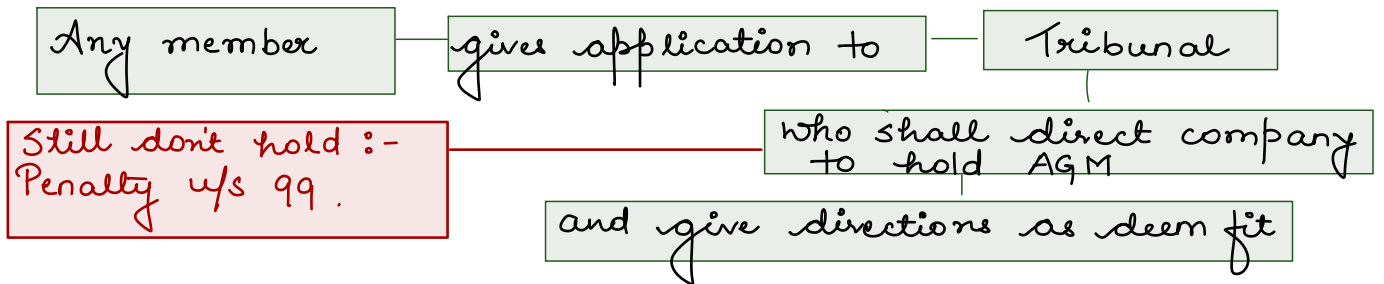 Any member
gives application to
Tribunal
who shall direct company
to hold AGM
Still don't hold :-
Penalty u/s 99.
and give directions as deem fit